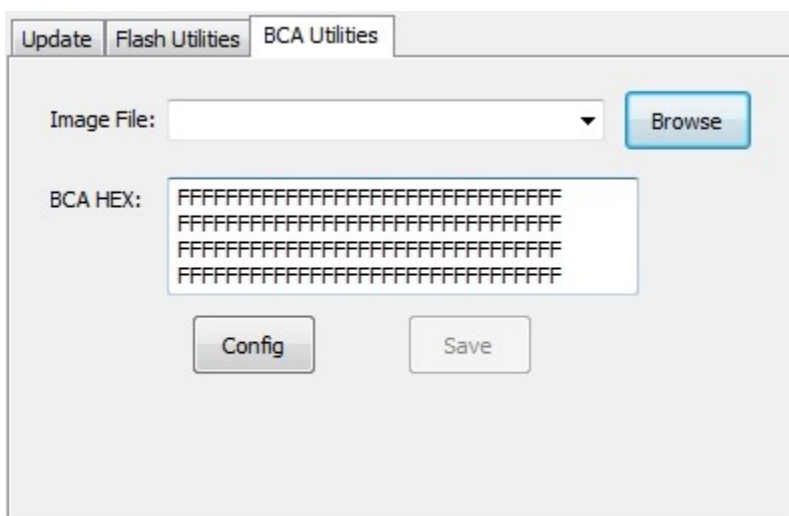 Update Flash Utilities BCA Utilities
Image File: Browse
BCA HEX: FFFFFFFFFFFFFFFFFFFFFFFFFFFFFFFF
FFFFFFFFFFFFFFFFFFFFFFFFFFFFFFFF
FFFFFFFFFFFFFFFFFFFFFFFFFFFFFFFF
FFFFFFFFFFFFFFFFFFFFFFFFFFFFFFFF
Config Save